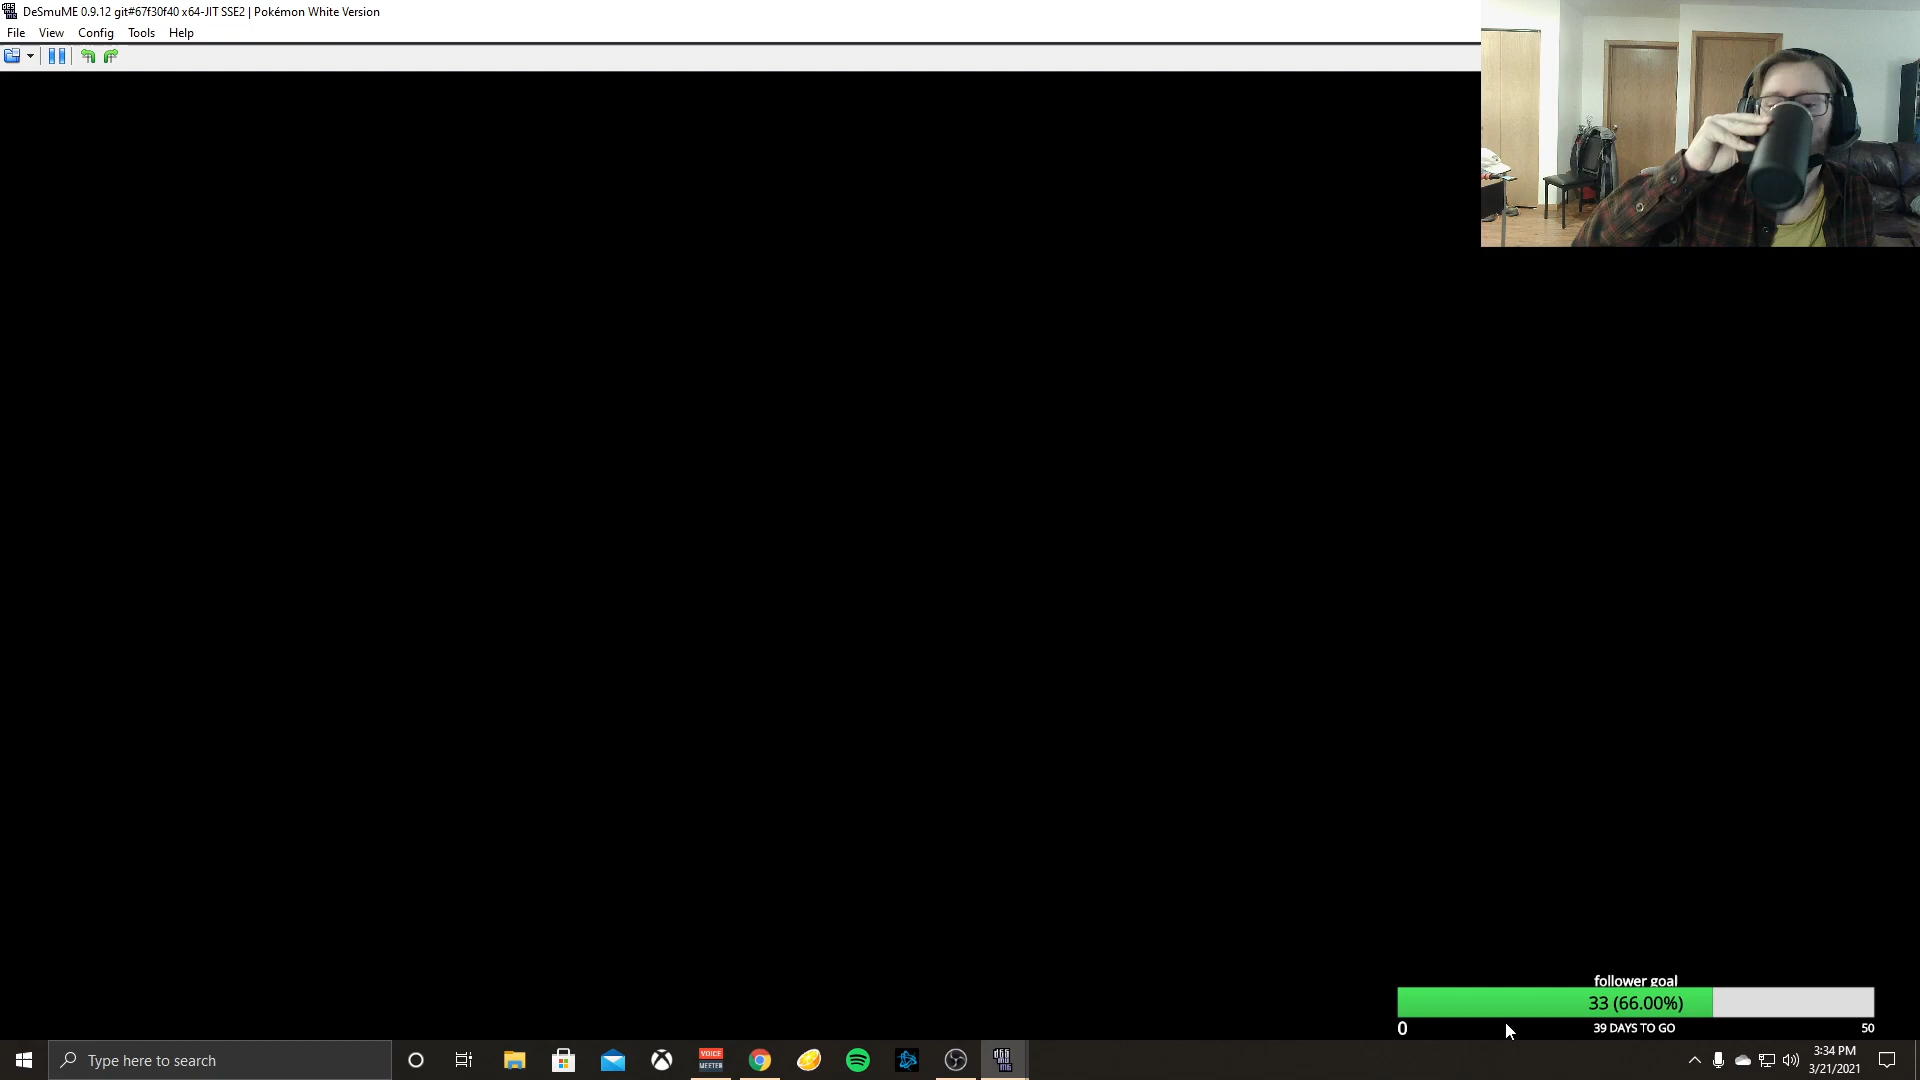 DeSmuME 0.9.12 git#67f30f40 x64-JIT SSE2 | Pokémon White Version
File View Config Tools Help
follower goal
33 (66.00%)
0 39 DAYS TO GO 50
Type here to search
VOICE
MEETER
3:34 PM
3/21/2021